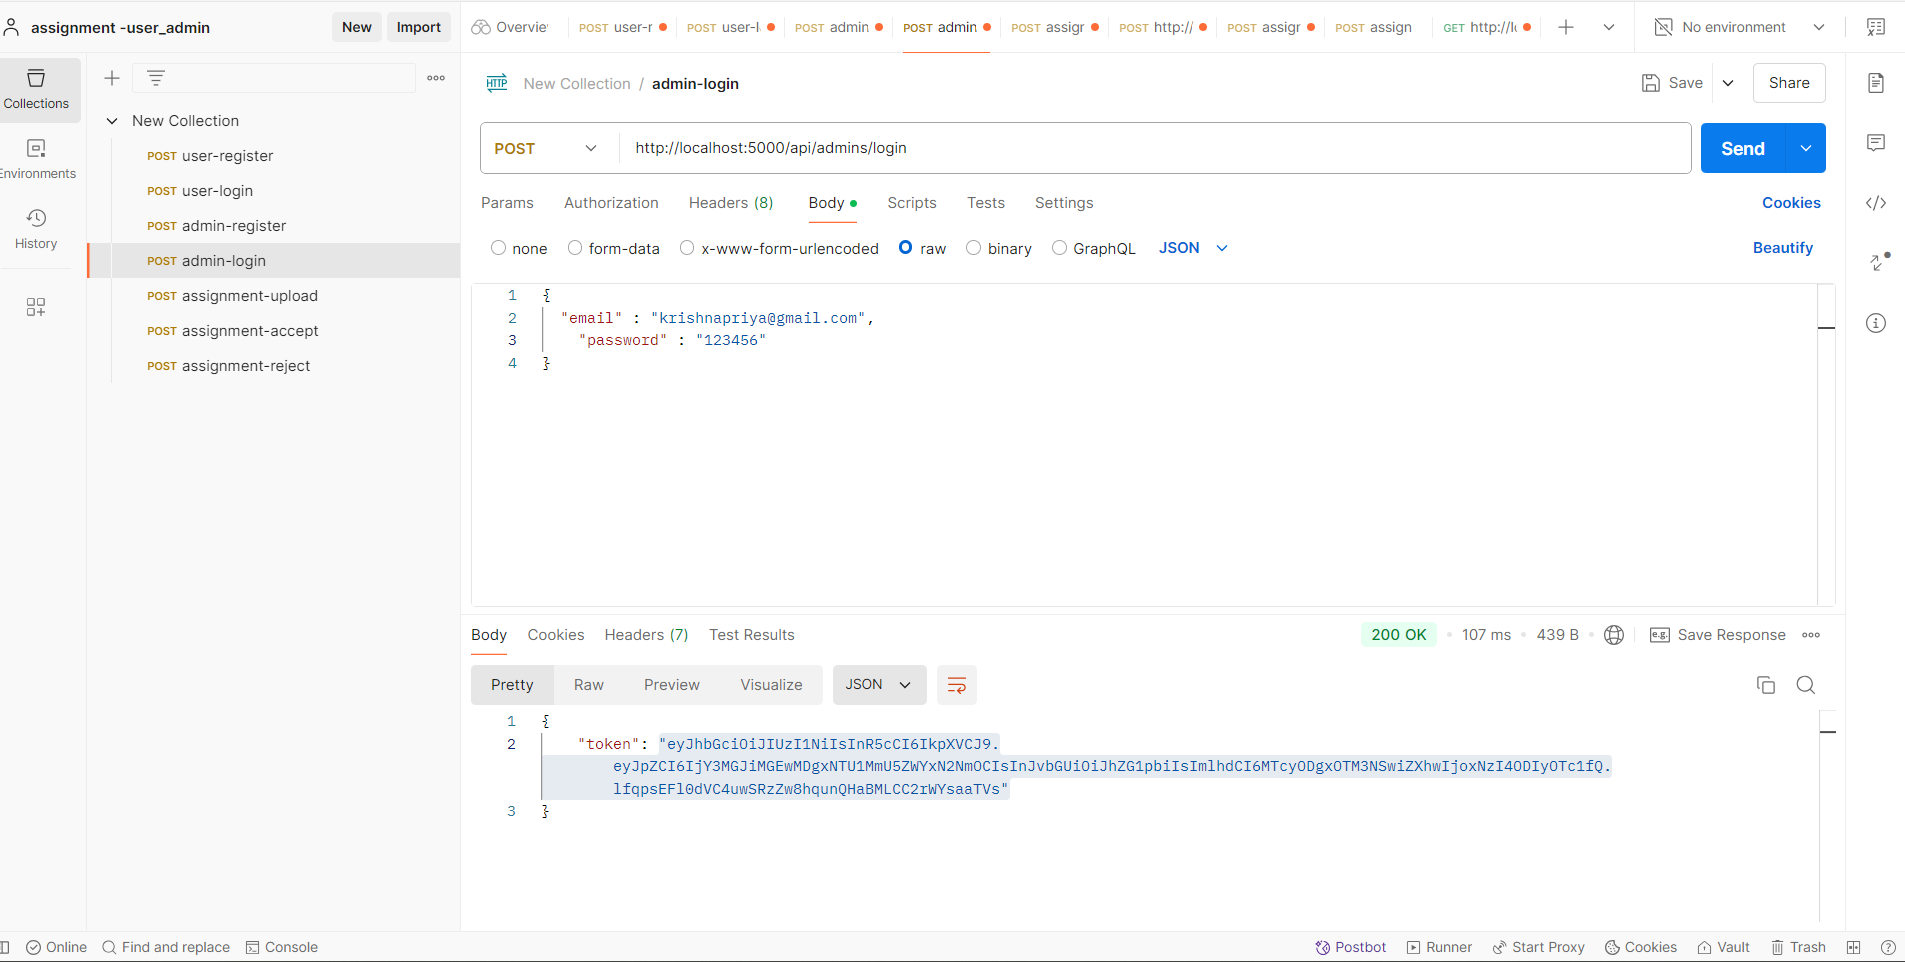 assignment -user_admin
New
Import
Overvie
POST user-r
POST user-l
POST admin
POST admin
POST assigr
POST http://
POST assigr
POST assign
GET http://l
No environment
Collections
Environments
History
New Collection
POST user-register
POST user-login
POST admin-register
POST admin-login
POST assignment-upload
POST assignment-accept
POST assignment-reject
HTTP New Collection / admin-login
Save
Share
POST http://localhost:5000/api/admins/login
Send
Params Authorization Headers (8) Body Scripts Tests Settings
Cookies
none form-data x-www-form-urlencoded raw binary GraphQL JSON
Beautify
1 {
2 "email" : "krishnapriya@gmail.com",
3 "password" : "123456"
4 }
Body Cookies Headers (7) Test Results
200 OK • 107 ms • 439 B • e.g. Save Response
Pretty Raw Preview Visualize JSON
1 {
2 "token": "eyJhbGciOiJIUzI1NiIsInR5cCI6IkpXVCJ9.
eyJpZCI6IjY3MGJiMGEwMDgxNTU1MmU5ZWYxN2NmOCIsInJvbGUiOiJhZG1pbiIsImlhdCI6MTcyODgxOTM3NSwiZXhwIjoxNzI4ODIyOTc1fQ.
lfqpsEFl0dVC4uwSRzZw8hqunQHaBMLCC2rWYsaaTVs"
3 }
Online Find and replace Console
Postbot Runner Start Proxy Cookies Vault Trash